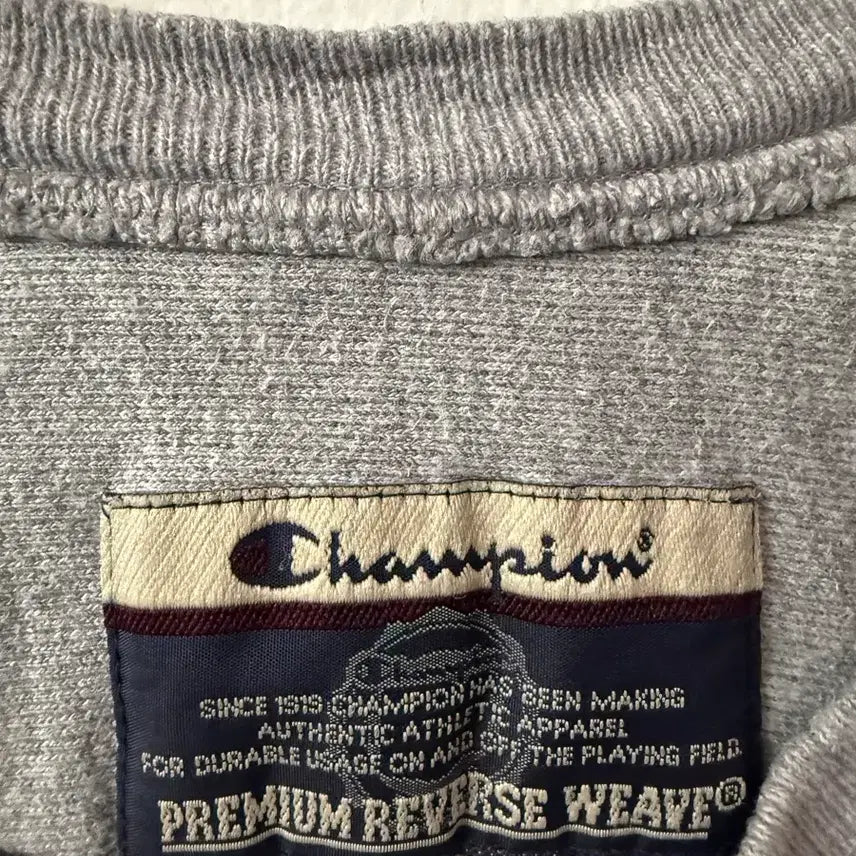 Champion®
SINCE 1919 CHAMPION HAS BEEN MAKING
AUTHENTIC ATHLETIC APPAREL
FOR DURABLE USAGE ON AND OFF THE PLAYING FIELD.
PREMIUM REVERSE WEAVE®